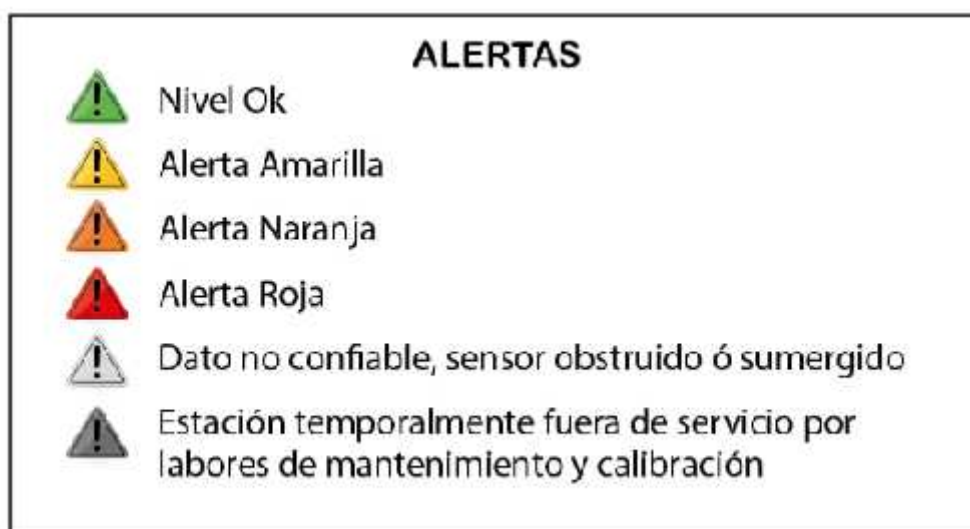 ALERTAS
Nivel Ok
Alerta Amarilla
Alerta Naranja
Alerta Roja
Dato no confiable, sensor obstruido ó sumergido
Estación temporalmente fuera de servicio por
labores de mantenimiento y calibración